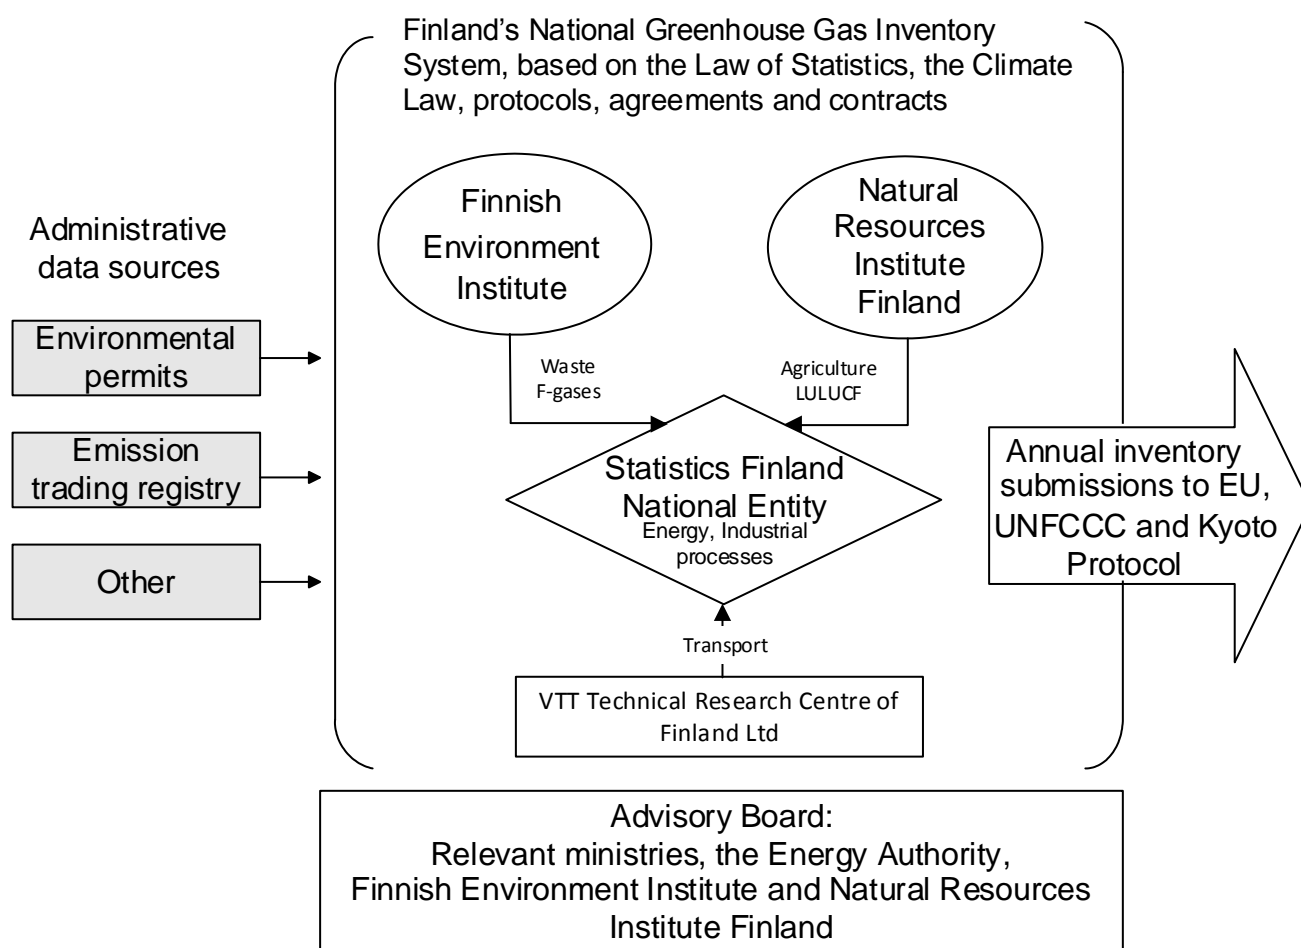 Finland’s National Greenhouse Gas Inventory
System, based on the Law of Statistics, the Climate
Law, protocols, agreements and contracts
Administrative
data sources
Environmental
permits
Emission
trading registry
Other
Finnish
Environment
Institute
Natural
Resources
Institute
Finland
Waste
F-gases
Agriculture
LULUCF
Statistics Finland
National Entity
Energy, Industrial
processes
Transport
VTT Technical Research Centre of
Finland Ltd
Annual inventory
submissions to EU,
UNFCCC and Kyoto
Protocol
Advisory Board:
Relevant ministries, the Energy Authority,
Finnish Environment Institute and Natural Resources
Institute Finland